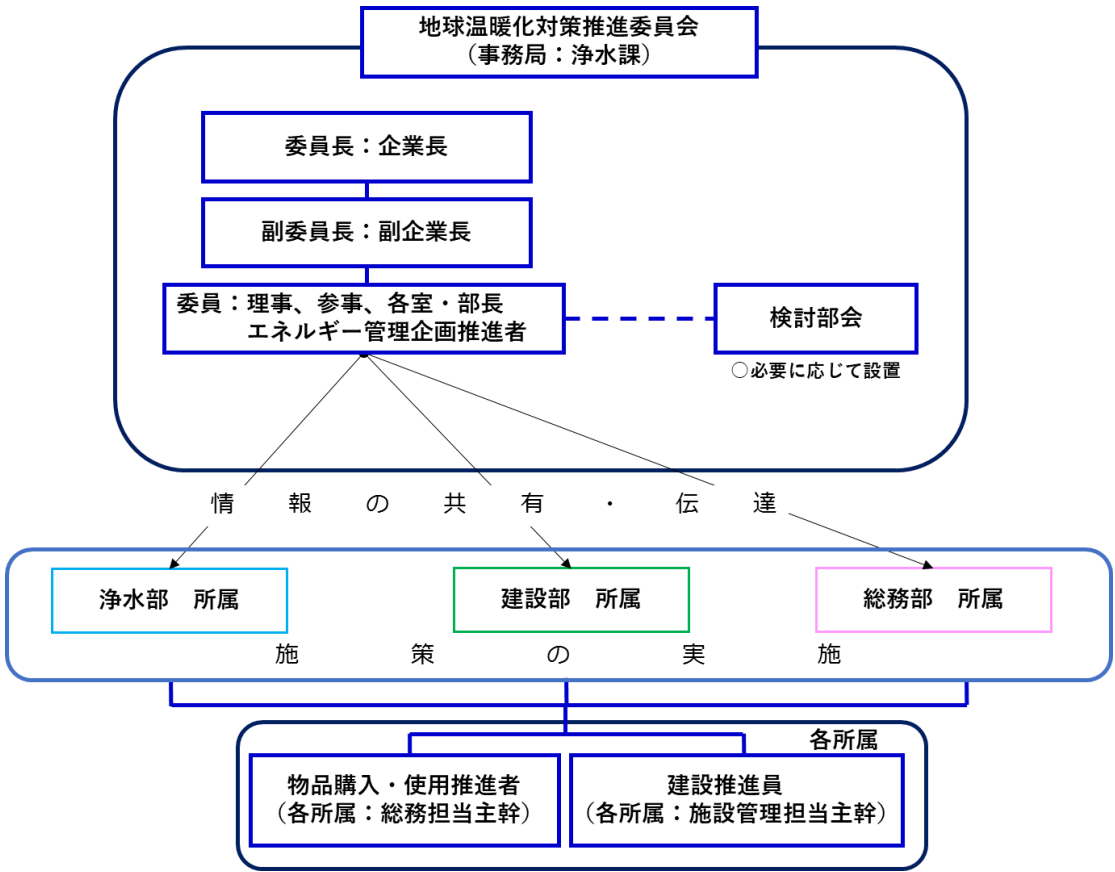 地球温暖化対策推進委員会
（事務局：浄水課）
委員長：企業長
副委員長：副企業長
委員：理事、参事、各室・部長
エネルギー管理企画推進者
検討部会
○必要に応じて設置
情報の共有・伝達
浄水部　所属
建設部　所属
総務部　所属
施策の実施
各所属
物品購入・使用推進者
（各所属：総務担当主幹）
建設推進員
（各所属：施設管理担当主幹）